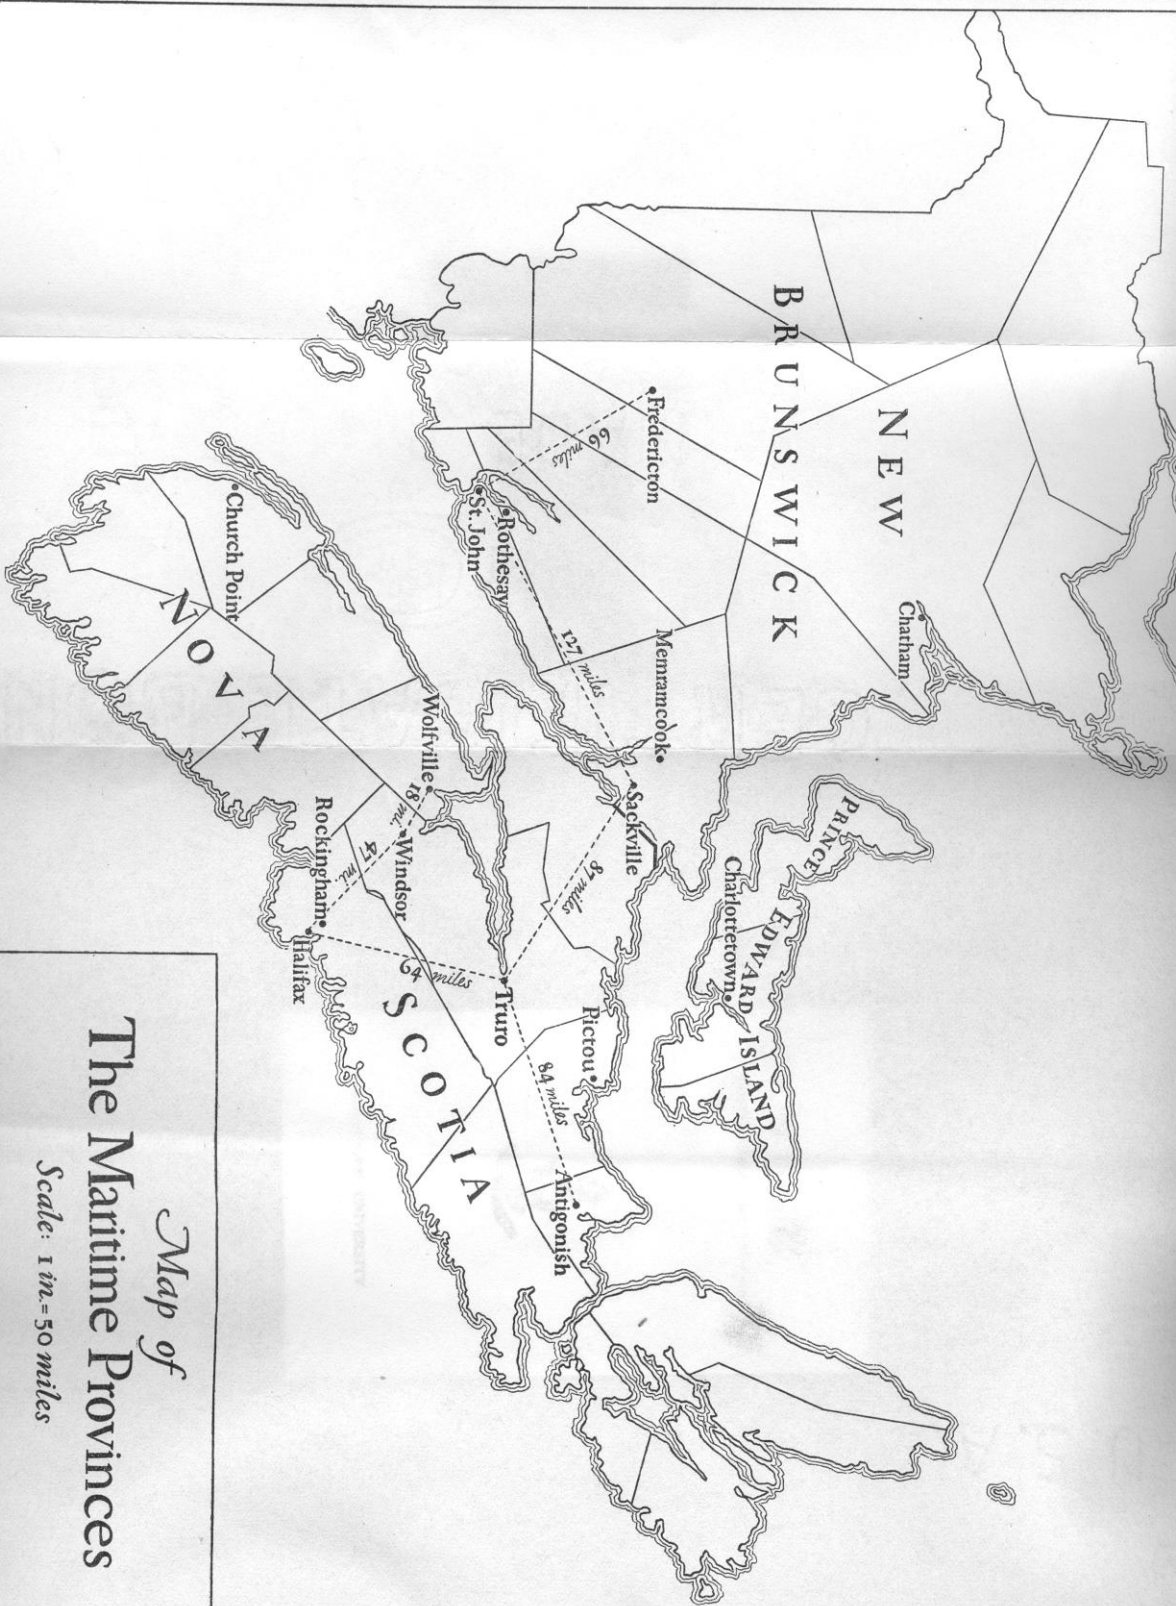 NEW
BRUNSWICK
Chatham
Fredericton
66 miles
Memramcook
Rothesay
St. John
127 miles
Sackville
87 miles
PRINCE
EDWARD
ISLAND
Charlottetown
Pictou
Truro
84 miles
Antigonish
Church Point
Wolfville
18 mi.
Windsor
47 mi.
Rockingham
Halifax
64 miles
NOVA
SCOTIA
Map of
The Maritime Provinces
Scale: 1 in.=50 miles